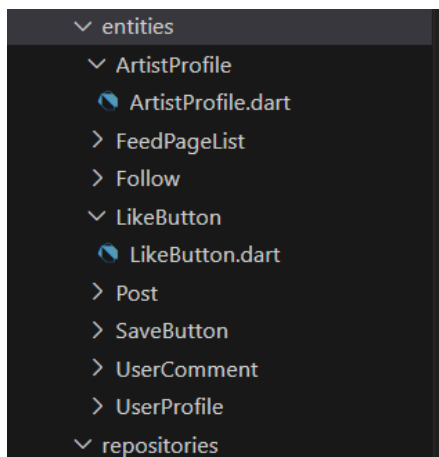 entities
ArtistProfile
ArtistProfile.dart
FeedPageList
Follow
LikeButton
LikeButton.dart
Post
SaveButton
UserComment
UserProfile
repositories